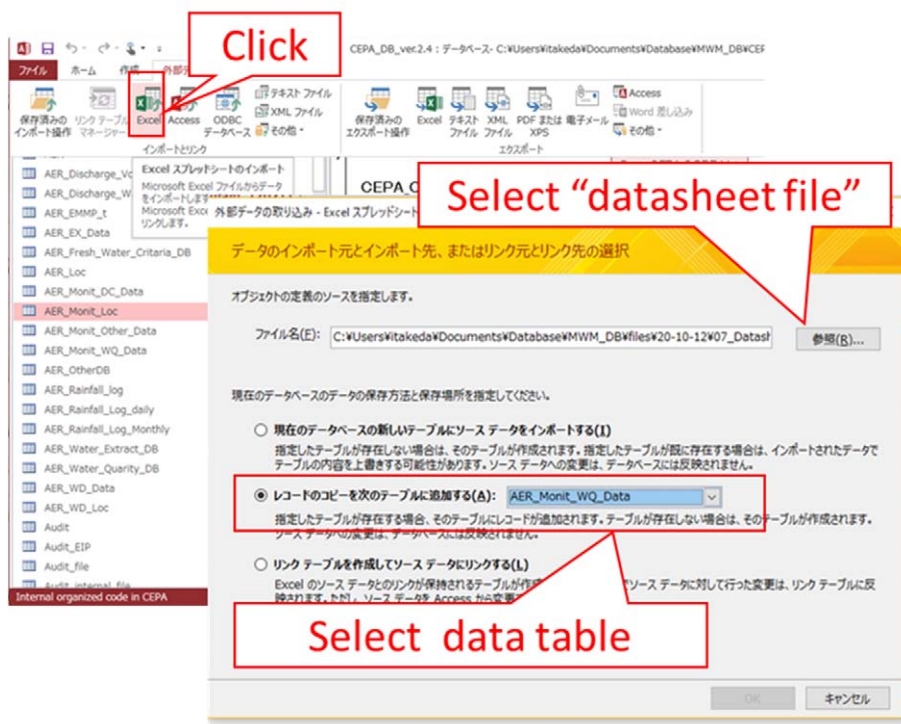 Click
CEPA_DB_ver.2.4 : データベース- C:¥Users¥itakeda¥Documents¥Database¥MWM_DB¥CEP
ファイル ホーム 作成 外部デ
保存済みの
インポート操作
リンク テーブル
マネージャー
Excel
Access
ODBC
データベース
テキスト ファイル
XML ファイル
その他
インポートとリンク
保存済みの
エクスポート操作
Excel
テキスト
ファイル
XML
ファイル
PDF または
XPS
電子メール
Access
Word 差し込み
その他
エクスポート
Excel スプレッドシートのインポート
Microsoft Excel ファイルからデータ
をインポートします
Microsoft Exce
リンクします。
AER_Discharge_Vo
AER_Discharge_W
AER_EMMP_t
AER_EX_Data
AER_Fresh_Water_Critaria_DB
AER_Loc
AER_Monit_DC_Data
AER_Monit_Loc
AER_Monit_Other_Data
AER_Monit_WQ_Data
AER_OtherDB
AER_Rainfall_log
AER_Rainfall_Log_daily
AER_Rainfall_Log_Monthly
AER_Water_Extract_DB
AER_Water_Quarity_DB
AER_WD_Data
AER_WD_Loc
Audit
Audit_EIP
Audit_file
Audit_internal_file
Internal organized code in CEPA
CEPA_C
Select “datasheet file”
外部データの取り込み - Excel スプレッドシート
データのインポート元とインポート先、またはリンク元とリンク先の選択
オブジェクトの定義のソースを指定します。
ファイル名(F): C:¥Users¥itakeda¥Documents¥Database¥MWM_DB¥files¥20-10-12¥07_Datash 参照(R)...
現在のデータベースのデータの保存方法と保存場所を指定してください。
現在のデータベースの新しいテーブルにソース データをインポートする(I)
指定したテーブルが存在しない場合は、そのテーブルが作成されます。指定したテーブルが既に存在する場合は、インポートされたデータで
テーブルの内容を上書きする可能性があります。ソース データへの変更は、データベースには反映されません。
レコードのコピーを次のテーブルに追加する(A): AER_Monit_WQ_Data
指定したテーブルが存在する場合、そのテーブルにレコードが追加されます。テーブルが存在しない場合は、そのテーブルが作成されます。
ソース データへの変更は、データベースには反映されません。
リンク テーブルを作成してソース データにリンクする(L)
Excel のソース データとのリンクが保持されるテーブルが作成 でソース データに対して行った変更は、リンク テーブルに反
映されます。ただし、ソース データを Access から変更
Select data table
OK キャンセル